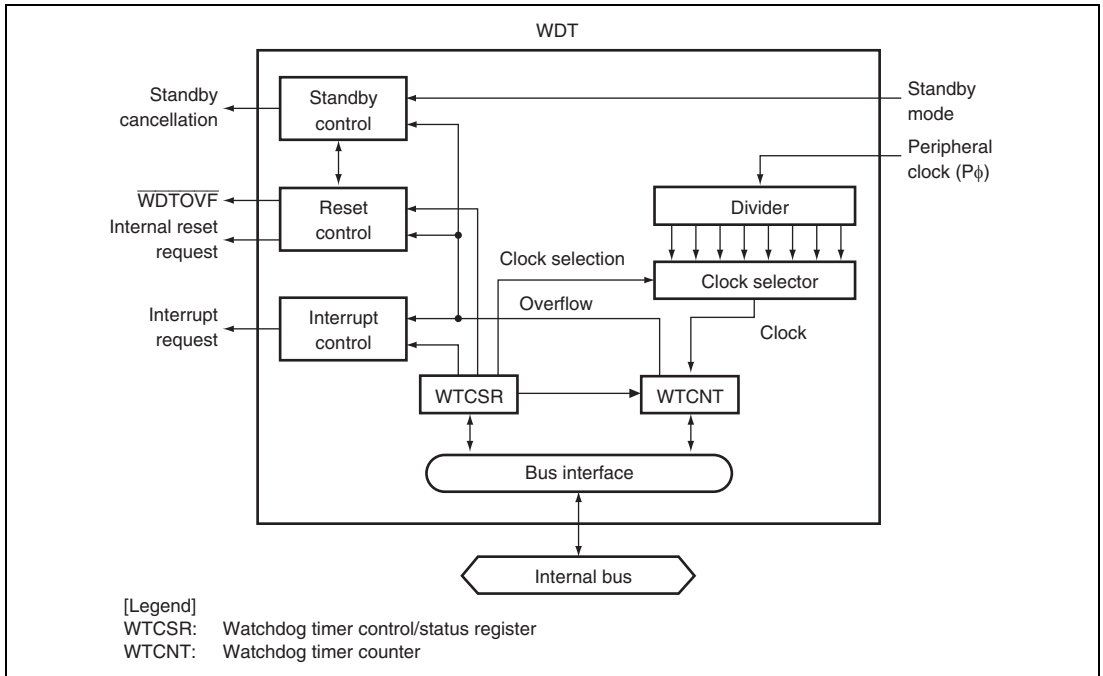 WDT
Standby
cancellation
Standby
control
Standby
mode
Peripheral
clock (Pϕ)
WDTOVF
Internal reset
request
Reset
control
Divider
Clock selection
Clock selector
Overflow
Clock
Interrupt
request
Interrupt
control
WTCSR
WTCNT
Bus interface
Internal bus
[Legend]
WTCSR: Watchdog timer control/status register
WTCNT: Watchdog timer counter